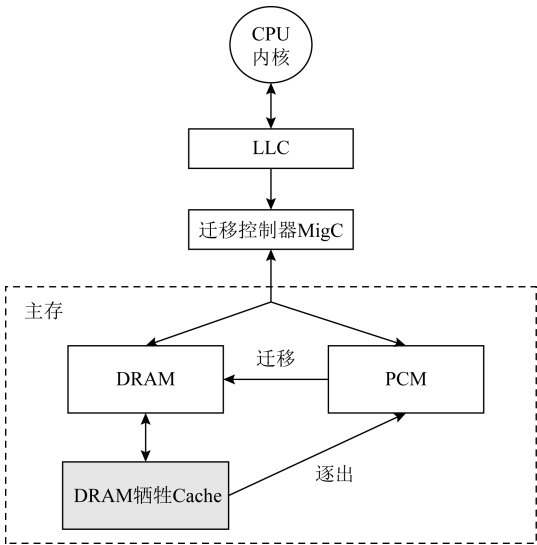 CPU
内核
LLC
迁移控制器MigC
主存
迁移
DRAM
PCM
DRAM牺牲Cache
逐出